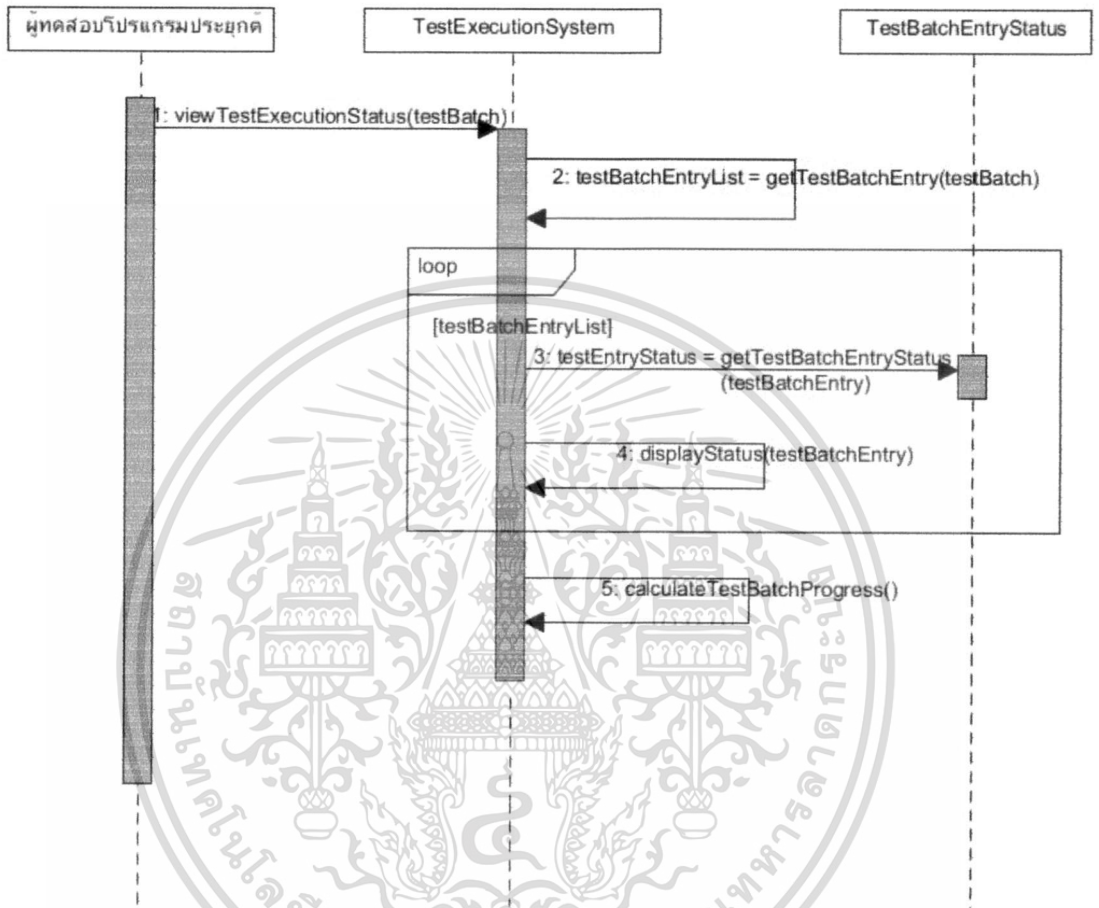 ผู้ทดสอบโปรแกรมประยุกต์
TestExecutionSystem
TestBatchEntryStatus
1: viewTestExecutionStatus(testBatch)
2: testBatchEntryList = getTestBatchEntry(testBatch)
loop
[testBatchEntryList]
3: testEntryStatus = getTestBatchEntryStatus
(testBatchEntry)
4: displayStatus(testBatchEntry)
5: calculateTestBatchProgress()